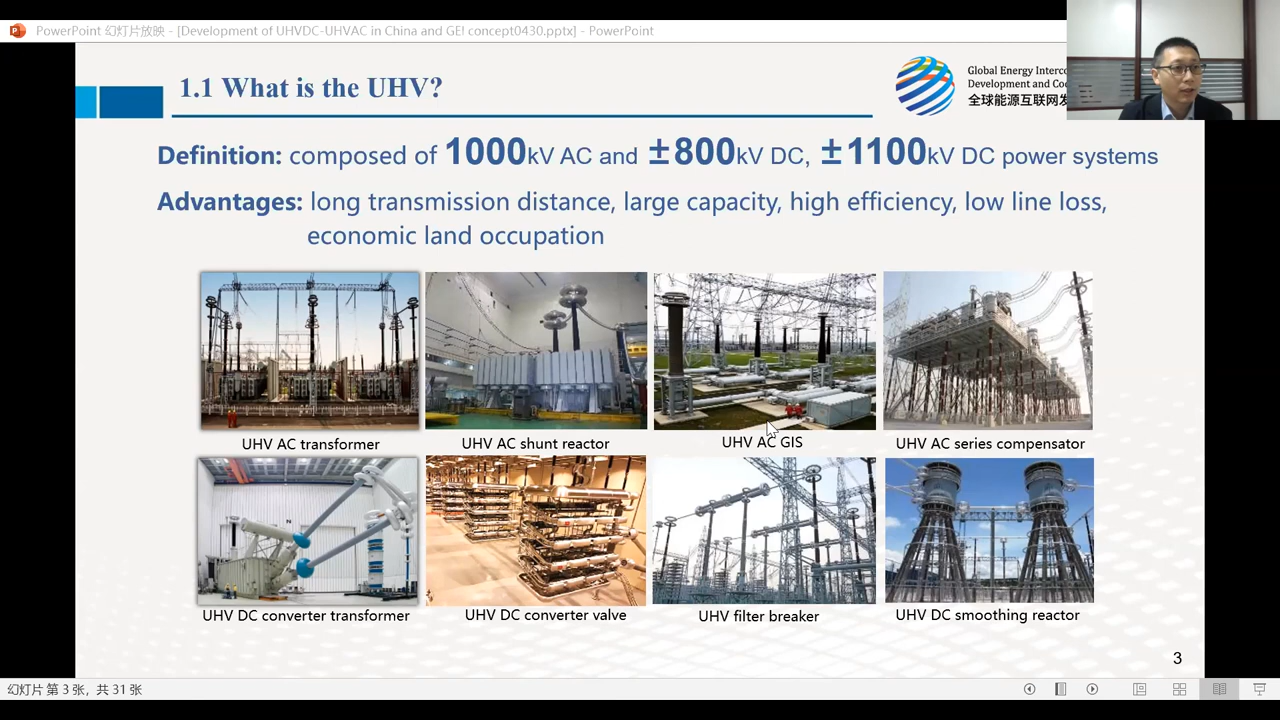 PowerPoint 幻灯片放映 - [Development of UHVDC-UHVAC in China and GEI concept0430.pptx] - PowerPoint
1.1 What is the UHV?
Global Energy
Development and
全球能源互联网发
Definition: composed of 1000kV AC and ±800kV DC, ±1100kV DC power systems
Advantages: long transmission distance, large capacity, high efficiency, low line loss,
economic land occupation
UHV AC transformer
UHV AC shunt reactor
UHV AC GIS
UHV AC series compensator
UHV DC converter transformer
UHV DC converter valve
UHV filter breaker
UHV DC smoothing reactor
3
幻灯片 第 3 张，共 31 张